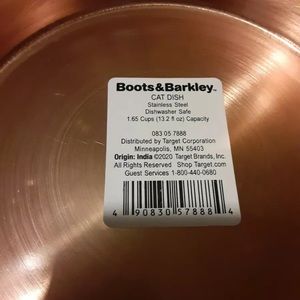 Boots&Barkley™
CAT DISH
Stainless Steel
Dishwasher Safe
1.65 Cups (13.2 fl oz) Capacity
083 05 7888
Distributed by Target Corporation
Minneapolis, MN 55403
Origin: India ©2020 Target Brands, Inc.
All Rights Reserved Shop Target.com
Guest Services 1-800-440-0680
4 90830 57888 4